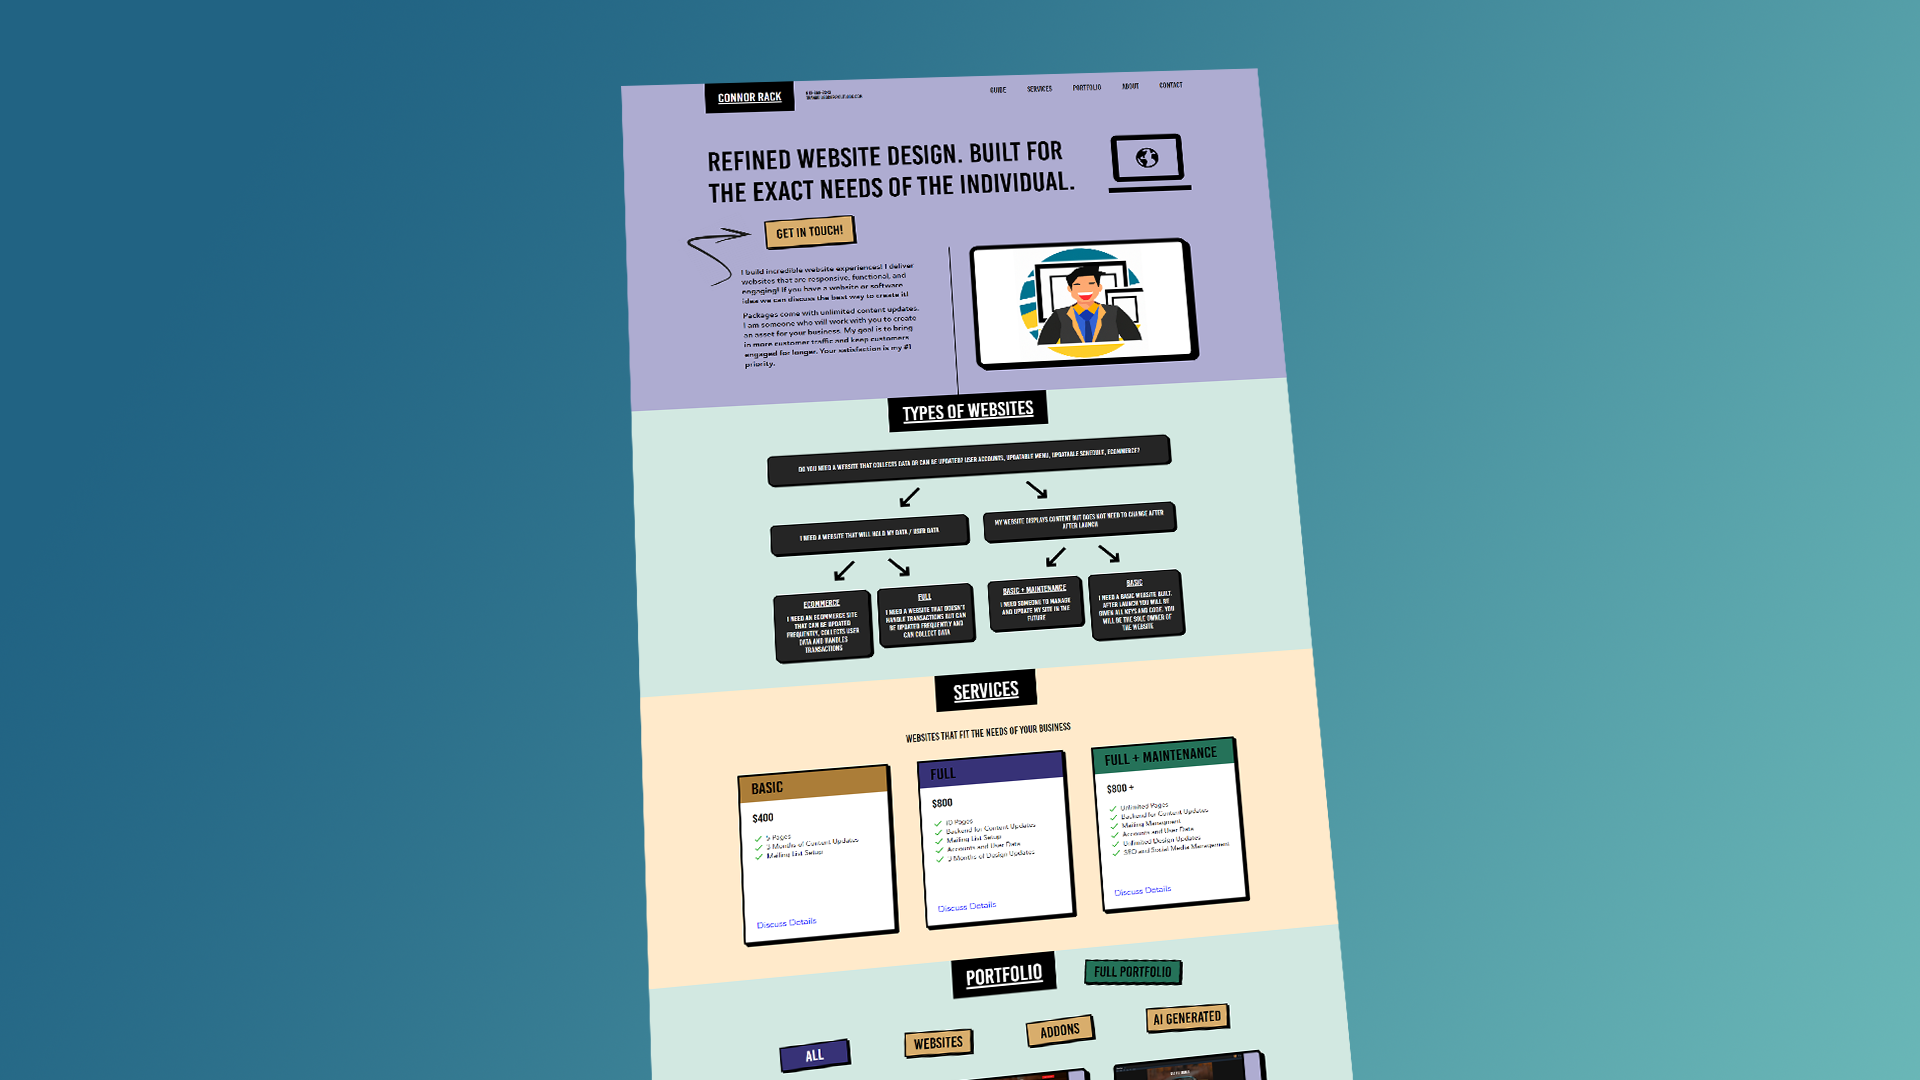 CONNOR RACK
GUIDE SERVICES PORTFOLIO ABOUT CONTACT
REFINED WEBSITE DESIGN. BUILT FOR
THE EXACT NEEDS OF THE INDIVIDUAL.
GET IN TOUCH!
I build incredible website experiences! I deliver
websites that are responsive, functional, and
engaging! If you have a website or software
idea we can discuss the best way to create it!
Packages come with unlimited content updates.
I am someone who will work with you to create
an asset for your business. My goal is to bring
in more customer traffic and keep customers
engaged for longer. Your satisfaction is my #1
priority.
TYPES OF WEBSITES
DO YOU NEED A WEBSITE THAT COLLECTS DATA OR CAN BE UPDATED? USER ACCOUNTS, UPDATABLE MENU, UPDATABLE SCHEDULE, ECOMMERCE?
I NEED A WEBSITE THAT WILL HOLD MY DATA / USER DATA
MY WEBSITE DISPLAYS CONTENT BUT DOES NOT NEED TO CHANGE AFTER
AFTER LAUNCH
ECOMMERCE
I NEED AN ECOMMERCE SITE
THAT CAN BE UPDATED
FREQUENTLY, COLLECTS USER
DATA AND HANDLES
TRANSACTIONS
FULL
I NEED A WEBSITE THAT DOESN'T
HANDLE TRANSACTIONS BUT CAN
BE UPDATED FREQUENTLY AND
CAN COLLECT DATA
BASIC + MAINTENANCE
I NEED SOMEONE TO MANAGE
AND UPDATE MY SITE IN THE
FUTURE
BASIC
I NEED A BASIC WEBSITE BUILT.
AFTER LAUNCH YOU WILL BE
GIVEN ALL KEYS AND CODE. YOU
WILL BE THE SOLE OWNER OF
THE WEBSITE
SERVICES
WEBSITES THAT FIT THE NEEDS OF YOUR BUSINESS
BASIC
$400
5 Pages
3 Months of Content Updates
Mailing List Setup
Discuss Details
FULL
$800
10 Pages
Backend for Content Updates
Mailing List Setup
Accounts and User Data
3 Months of Design Updates
Discuss Details
FULL + MAINTENANCE
$800 +
Unlimited Pages
Backend for Content Updates
Mailing Managment
Accounts and User Data
Unlimited Design Updates
SEO and Social Media Management
Discuss Details
PORTFOLIO
FULL PORTFOLIO
ALL
WEBSITES
ADDONS
AI GENERATED